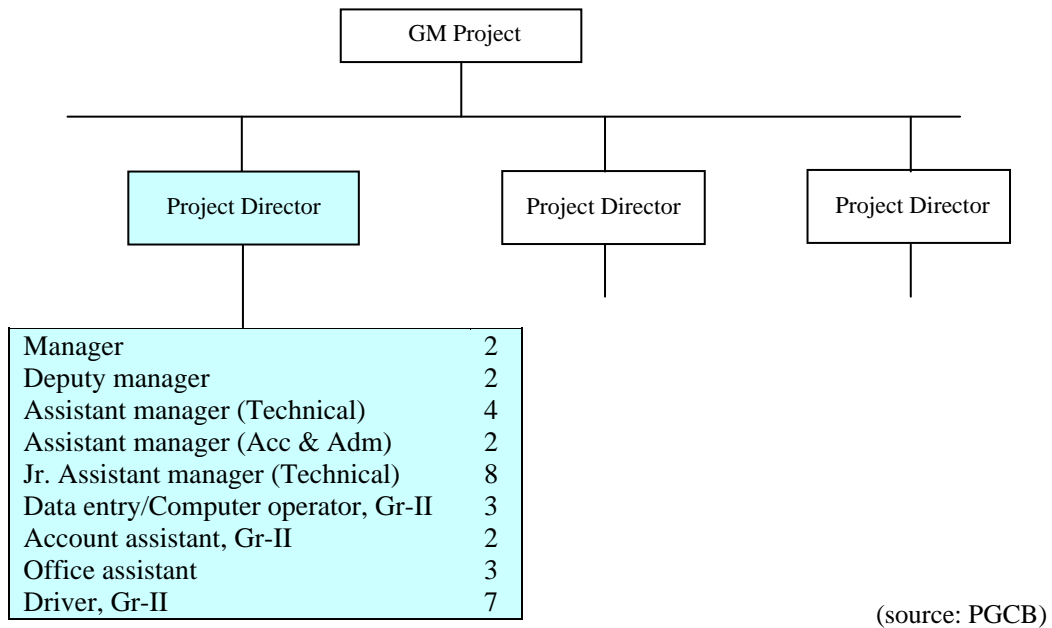 GM Project
Project Director
Project Director
Project Director
Manager 2
Deputy manager 2
Assistant manager (Technical) 4
Assistant manager (Acc & Adm) 2
Jr. Assistant manager (Technical) 8
Data entry/Computer operator, Gr-II 3
Account assistant, Gr-II 2
Office assistant 3
Driver, Gr-II 7
(source: PGCB)